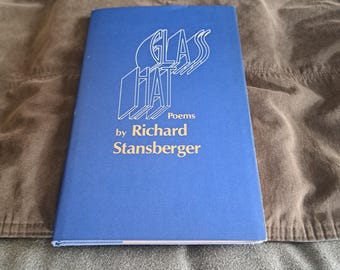 GLASS
HAT
Poems
by Richard
Stansberger